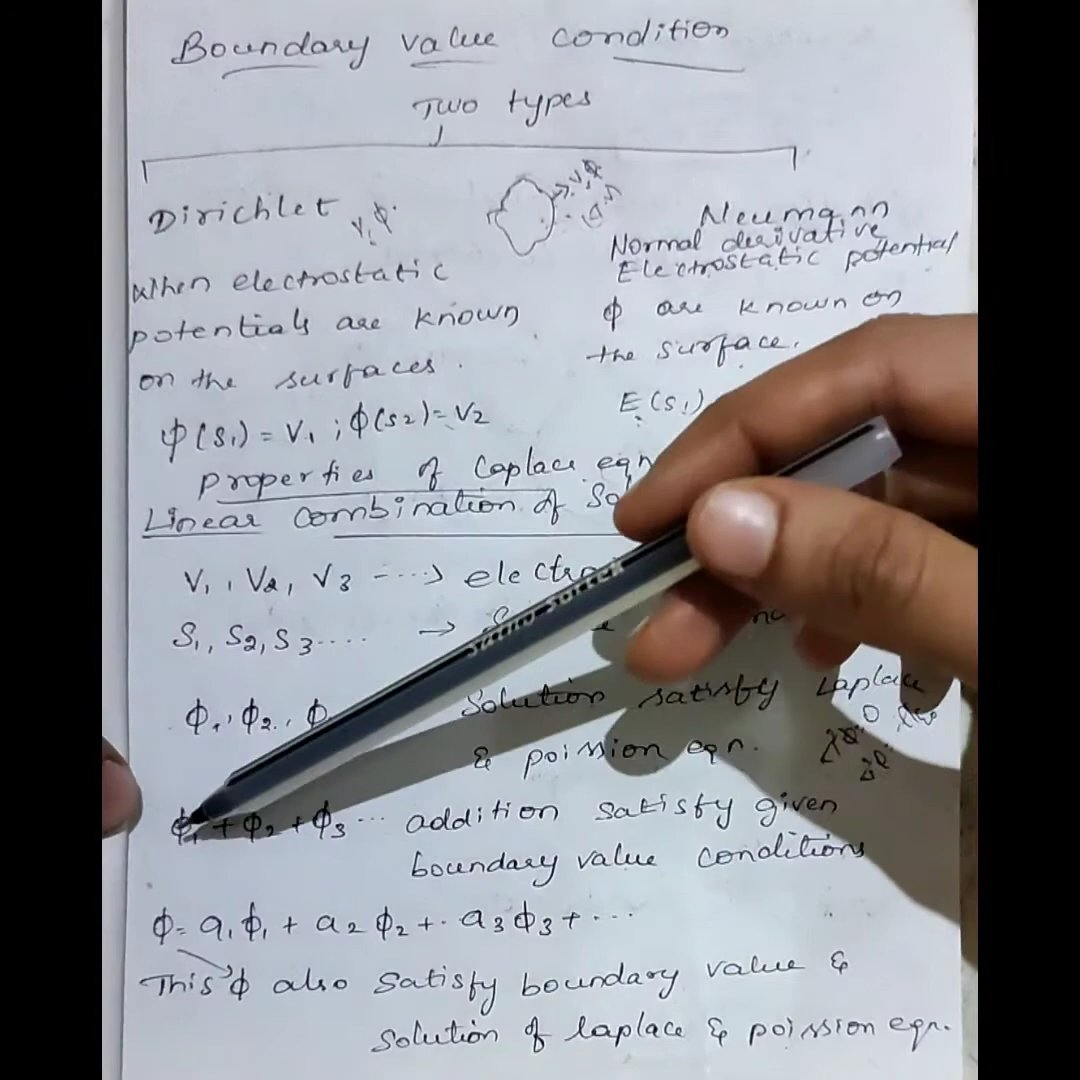 Boundary value condition
Two types
Dirichlet V, φ.
When electrostatic
potentials are known
on the surfaces.
φ(s1) = V1 ; φ(s2) = V2
Neumann
Normal derivative
Electrostatic potential
φ are known on
the surface.
E(s1)
properties of Laplace eqn
Linear combination of So
V1, V2, V3 ----> electro
S1, S2, S3 .... →
φ1, φ2, φ Solution satisfy Laplace
& poission eqn.
φ1 + φ2 + φ3 ... addition satisfy given
boundary value conditions
φ = a1φ1 + a2φ2 + . a3φ3 + ...
This φ also satisfy boundary value &
solution of laplace & poission eqn.